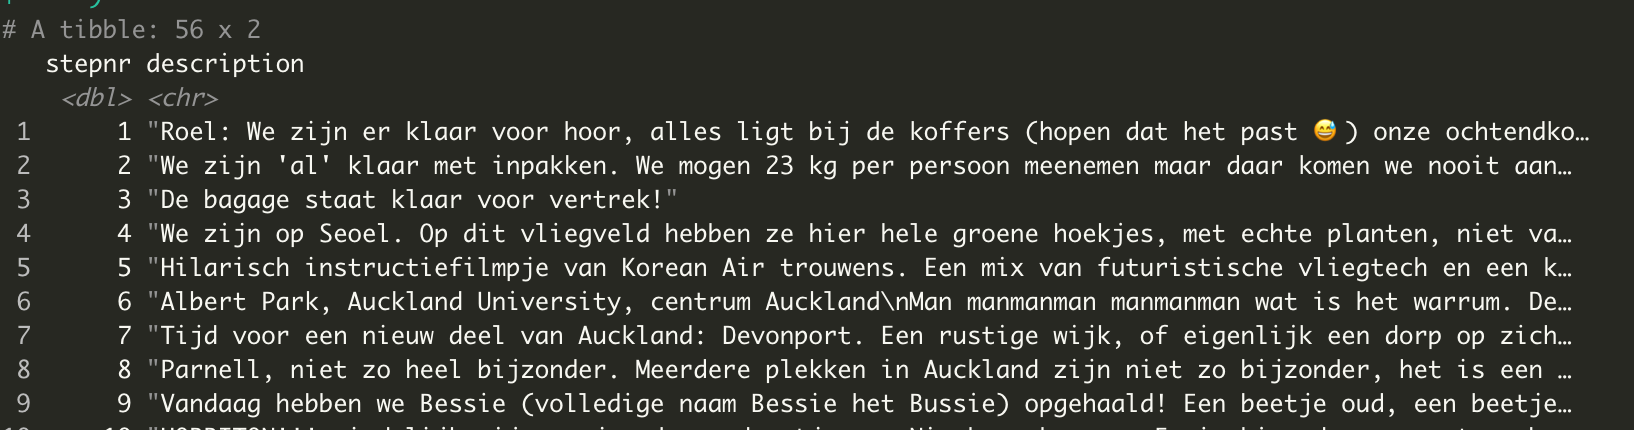 # A tibble: 56 x 2
stepnr description
<dbl> <chr>
1 1 "Roel: We zijn er klaar voor hoor, alles ligt bij de koffers (hopen dat het past 😅) onze ochtendko…
2 2 "We zijn 'al' klaar met inpakken. We mogen 23 kg per persoon meenemen maar daar komen we nooit aan…
3 3 "De bagage staat klaar voor vertrek!"
4 4 "We zijn op Seoel. Op dit vliegveld hebben ze hier hele groene hoekjes, met echte planten, niet va…
5 5 "Hilarisch instructiefilmpje van Korean Air trouwens. Een mix van futuristische vliegtech en een k…
6 6 "Albert Park, Auckland University, centrum Auckland\nMan manmanman manmanman wat is het warrum. De…
7 7 "Tijd voor een nieuw deel van Auckland: Devonport. Een rustige wijk, of eigenlijk een dorp op zich…
8 8 "Parnell, niet zo heel bijzonder. Meerdere plekken in Auckland zijn niet zo bijzonder, het is een …
9 9 "Vandaag hebben we Bessie (volledige naam Bessie het Bussie) opgehaald! Een beetje oud, een beetje…